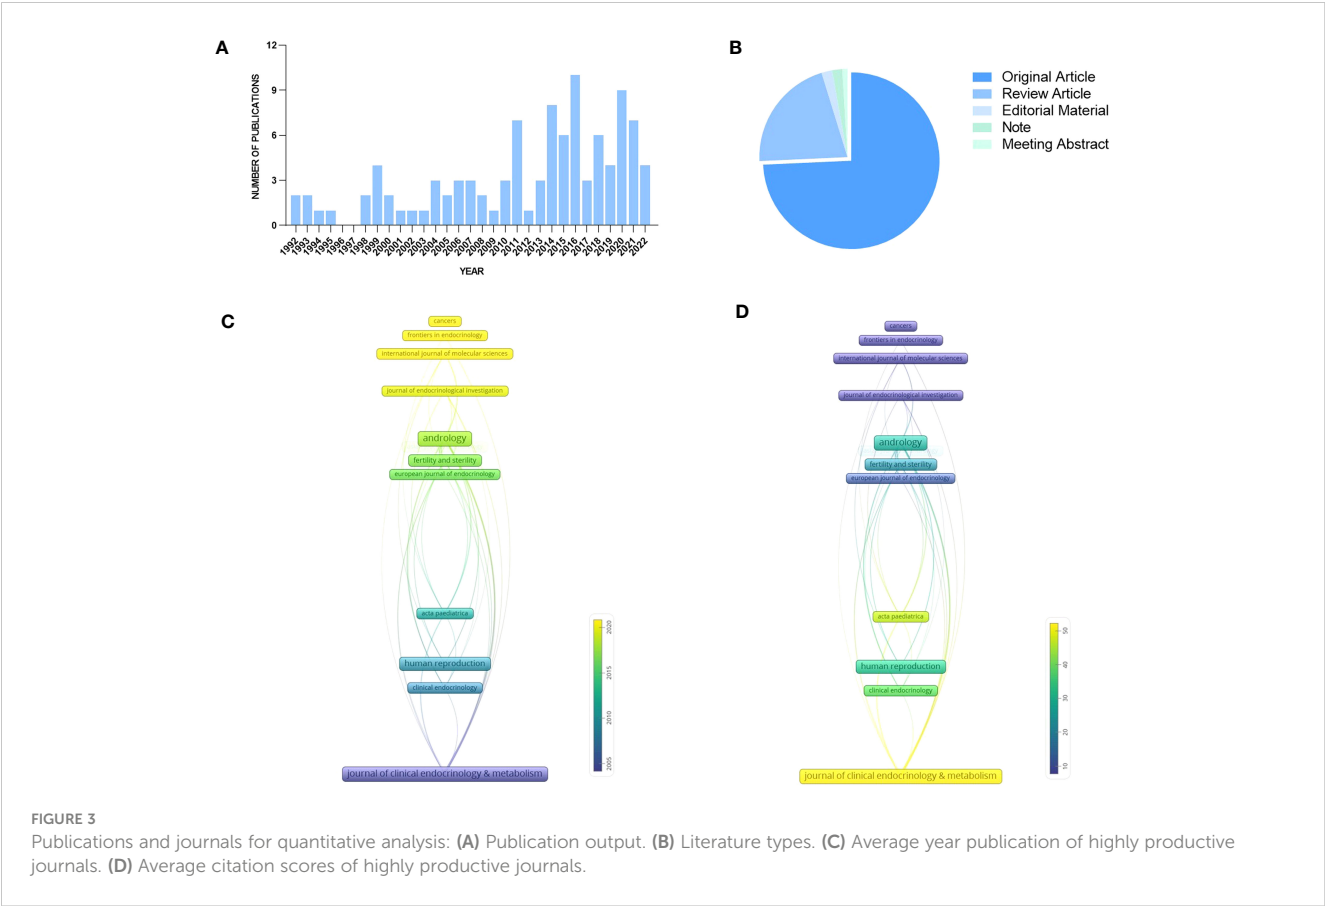 A
NUMBER OF PUBLICATIONS
12
9
6
3
0
1992 1993 1994 1995 1996 1997 1998 1999 2000 2001 2002 2003 2004 2005 2006 2007 2008 2009 2010 2011 2012 2013 2014 2015 2016 2017 2018 2019 2020 2021 2022
YEAR
B
Original Article
Review Article
Editorial Material
Note
Meeting Abstract
C
cancers
frontiers in endocrinology
international journal of molecular sciences
journal of endocrinological investigation
andrology
fertility and sterility
european journal of endocrinology
acta paediatrica
human reproduction
clinical endocrinology
journal of clinical endocrinology & metabolism
2020
2015
2010
2005
D
cancers
frontiers in endocrinology
international journal of molecular sciences
journal of endocrinological investigation
andrology
fertility and sterility
european journal of endocrinology
acta paediatrica
human reproduction
clinical endocrinology
journal of clinical endocrinology & metabolism
50
40
30
20
10
FIGURE 3
Publications and journals for quantitative analysis: (A) Publication output. (B) Literature types. (C) Average year publication of highly productive
journals. (D) Average citation scores of highly productive journals.